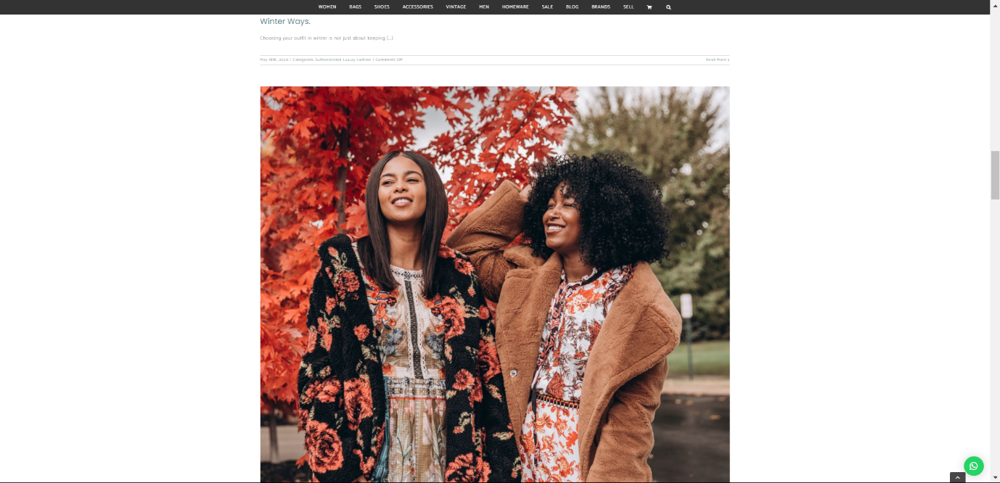 WOMEN BAGS SHOES ACCESSORIES VINTAGE MEN HOMEWARE SALE BLOG BRANDS SELL
Winter Ways.
Choosing your outfit in winter is not just about keeping [...]
May 18th, 2020 | Categories: Authenticated Luxury Fashion | Comments Off
Read More >